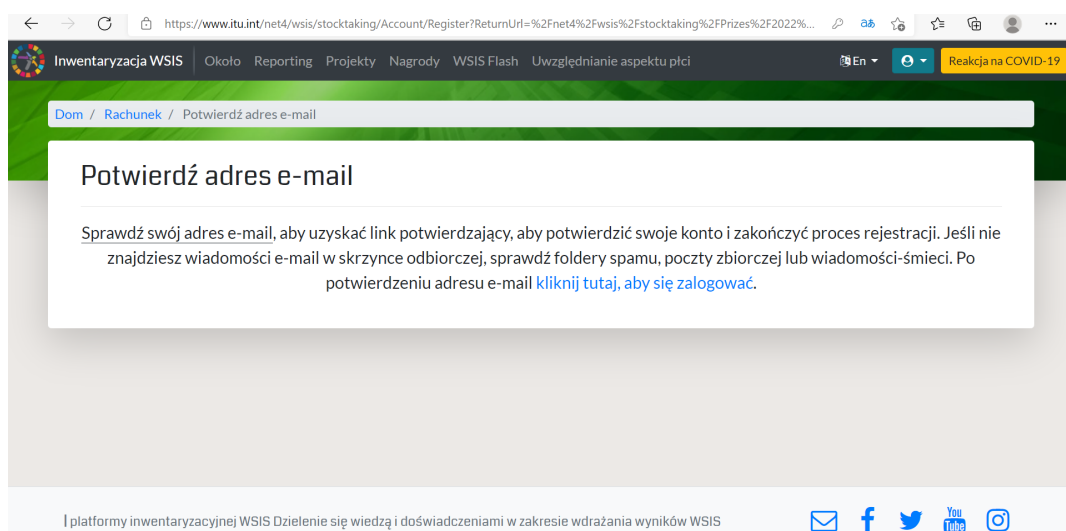 https://www.itu.int/net4/wsis/stocktaking/Account/Register?ReturnUrl=%2Fnet4%2Fwsis%2Fstocktaking%2FPrizes%2F2022%...
Inwentaryzacja WSIS Około Reporting Projekty Nagrody WSIS Flash Uwzględnianie aspektu płci En Reakcja na COVID-19
Dom / Rachunek / Potwierdź adres e-mail
Potwierdź adres e-mail
Sprawdź swój adres e-mail, aby uzyskać link potwierdzający, aby potwierdzić swoje konto i zakończyć proces rejestracji. Jeśli nie
znajdziesz wiadomości e-mail w skrzynce odbiorczej, sprawdź foldery spamu, poczty zbiorczej lub wiadomości-śmieci. Po
potwierdzeniu adresu e-mail kliknij tutaj, aby się zalogować.
| platformy inwentaryzacyjnej WSIS Dzielenie się wiedzą i doświadczeniami w zakresie wdrażania wyników WSIS
You Tube